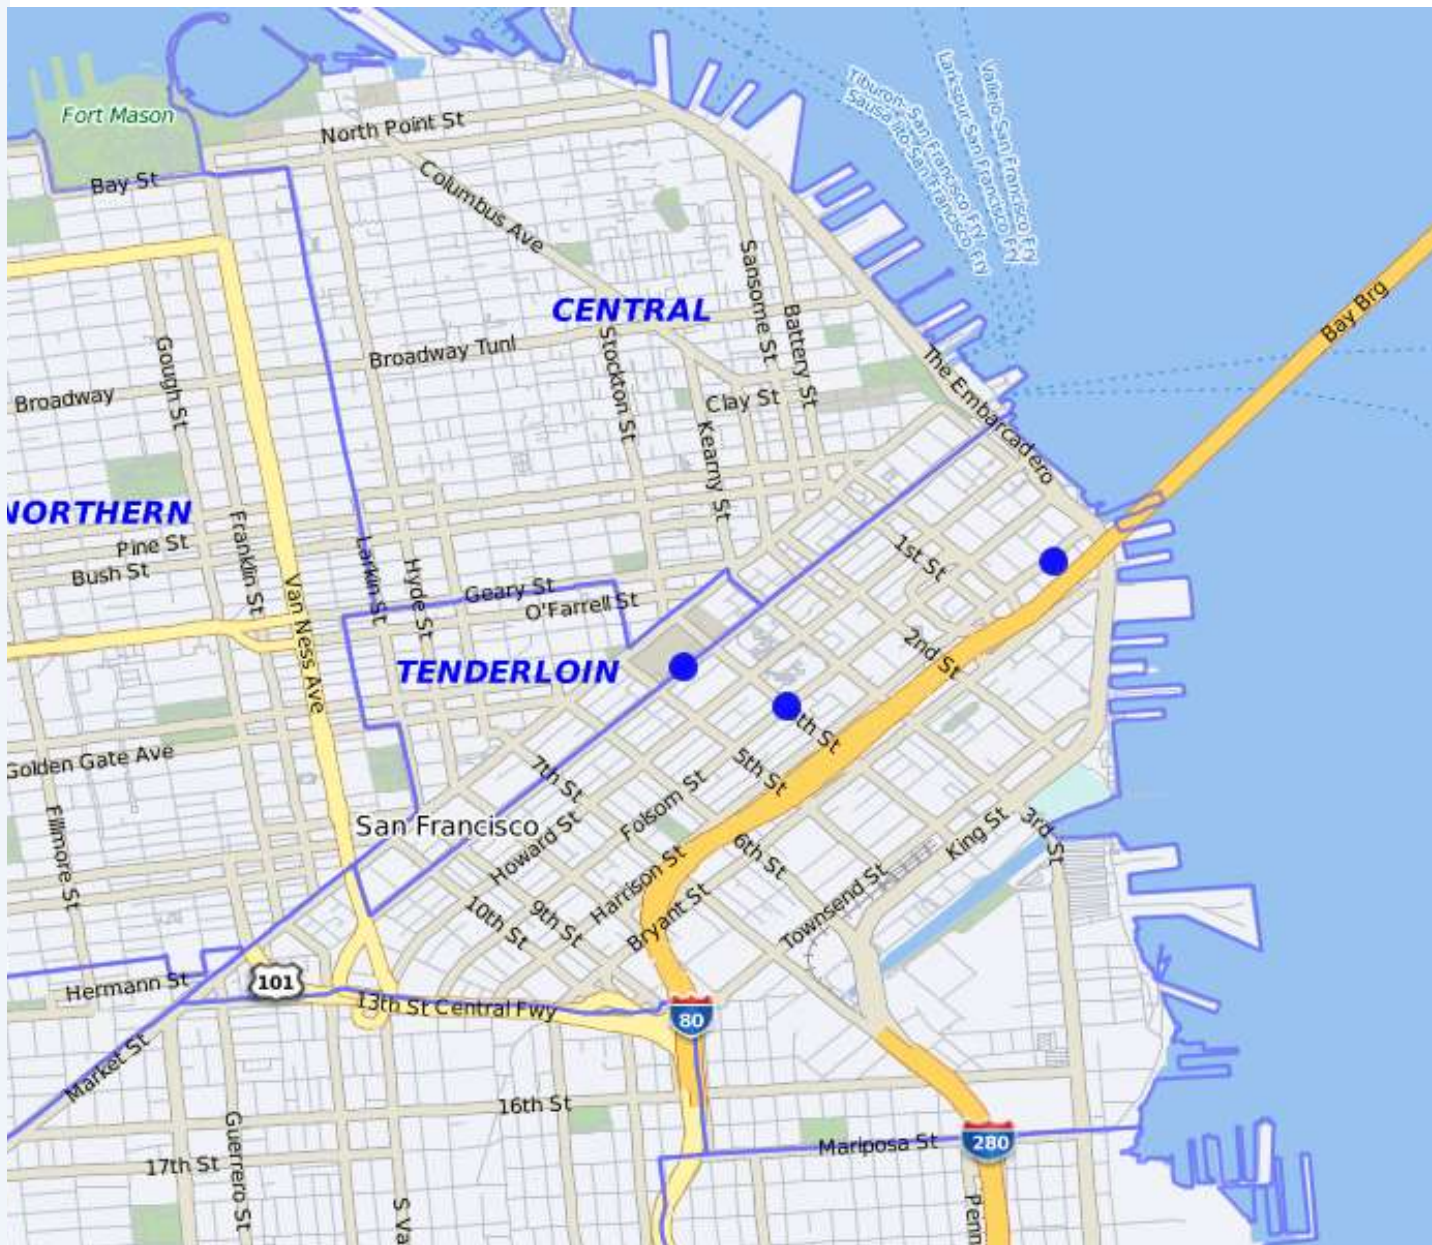 Fort Mason
North Point St
Bay St
Columbus Ave
Tiburon-San Francisco Fry
Sausalito-San Francisco Fry
Larkspur-San Francisco Fry
Vallejo-San Francisco Fry
Sansome St
CENTRAL
Battery St
Bay Brg
Stockton St
Broadway Tunl
Gough St
Broadway
The Embarcadero
Clay St
Kearny St
NORTHERN
Franklin St
Pine St
Bush St
Larkin St
Hyde St
1st St
Geary St
O'Farrell St
Van Ness Ave
2nd St
TENDERLOIN
th St
Golden Gate Ave
7th St
5th St
Folsom St
Fillmore St
San Francisco
Howard St
6th St
King St
3rd St
Harrison St
Townsend St
Bryant St
9th St
10th St
Hermann St
101
13th St Central Fwy
80
Market St
16th St
Guerrero St
Mariposa St
280
17th St
S Va
Penn